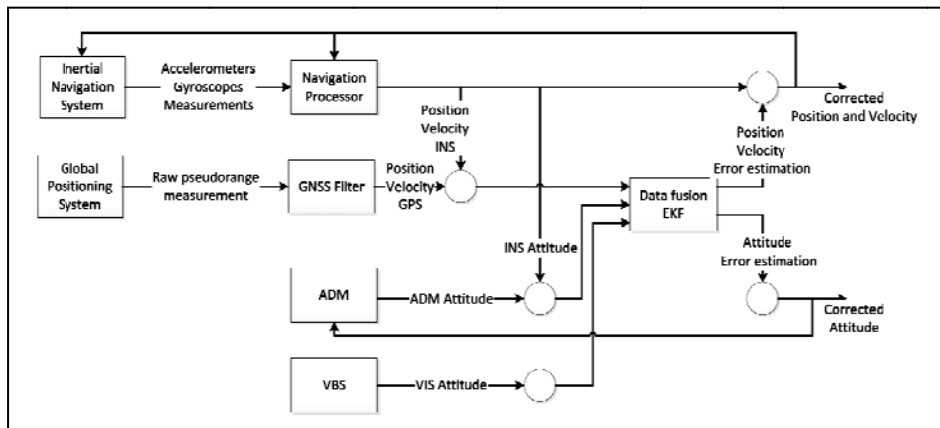 Inertial
Navigation
System
Accelerometers
Gyroscopes
Measurements
Navigation
Processor
Corrected
Position and Velocity
Position
Velocity
INS
Position
Velocity
Error estimation
Global
Positioning
System
Raw pseudorange
measurement
GNSS Filter
Position
Velocity
GPS
Data fusion
EKF
INS Attitude
Attitude
Error estimation
ADM
ADM Attitude
Corrected
Attitude
VBS
VIS Attitude